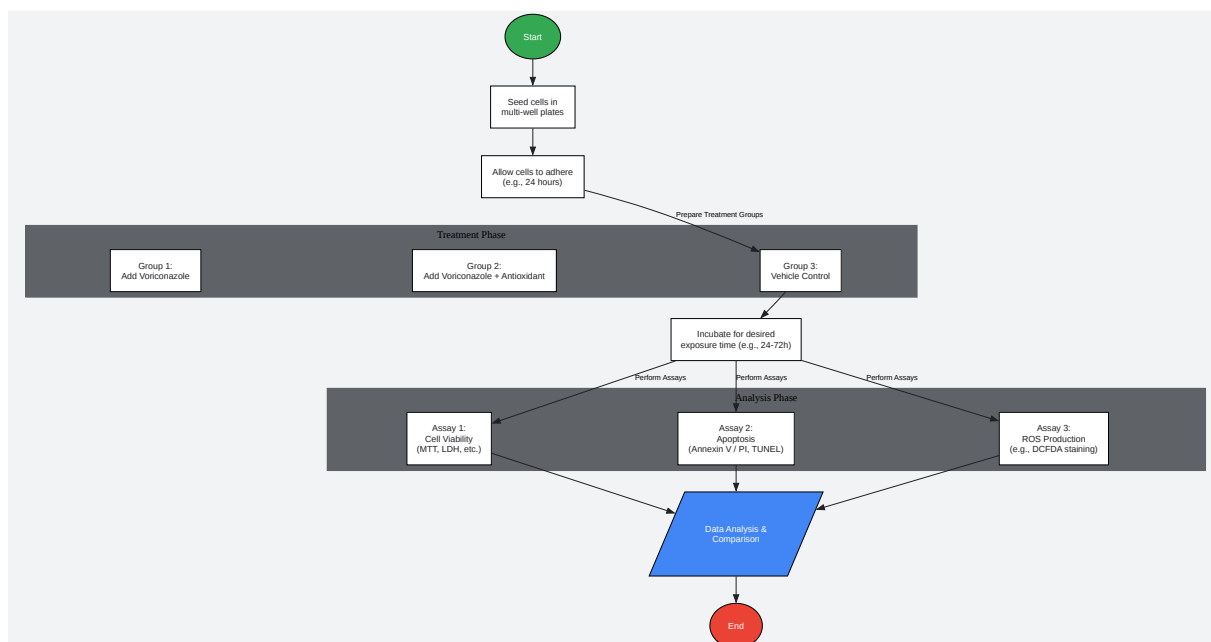 Start
Seed cells in
multi-well plates
Allow cells to adhere
(e.g., 24 hours)
Prepare Treatment Groups
Treatment Phase
Group 1:
Add Voriconazole
Group 2:
Add Voriconazole + Antioxidant
Group 3:
Vehicle Control
Incubate for desired
exposure time (e.g., 24-72h)
Perform Assays
Perform Assays
Perform Assays
Analysis Phase
Assay 1:
Cell Viability
(MTT, LDH, etc.)
Assay 2:
Apoptosis
(Annexin V / PI, TUNEL)
Assay 3:
ROS Production
(e.g., DCFDA staining)
Data Analysis &
Comparison
End